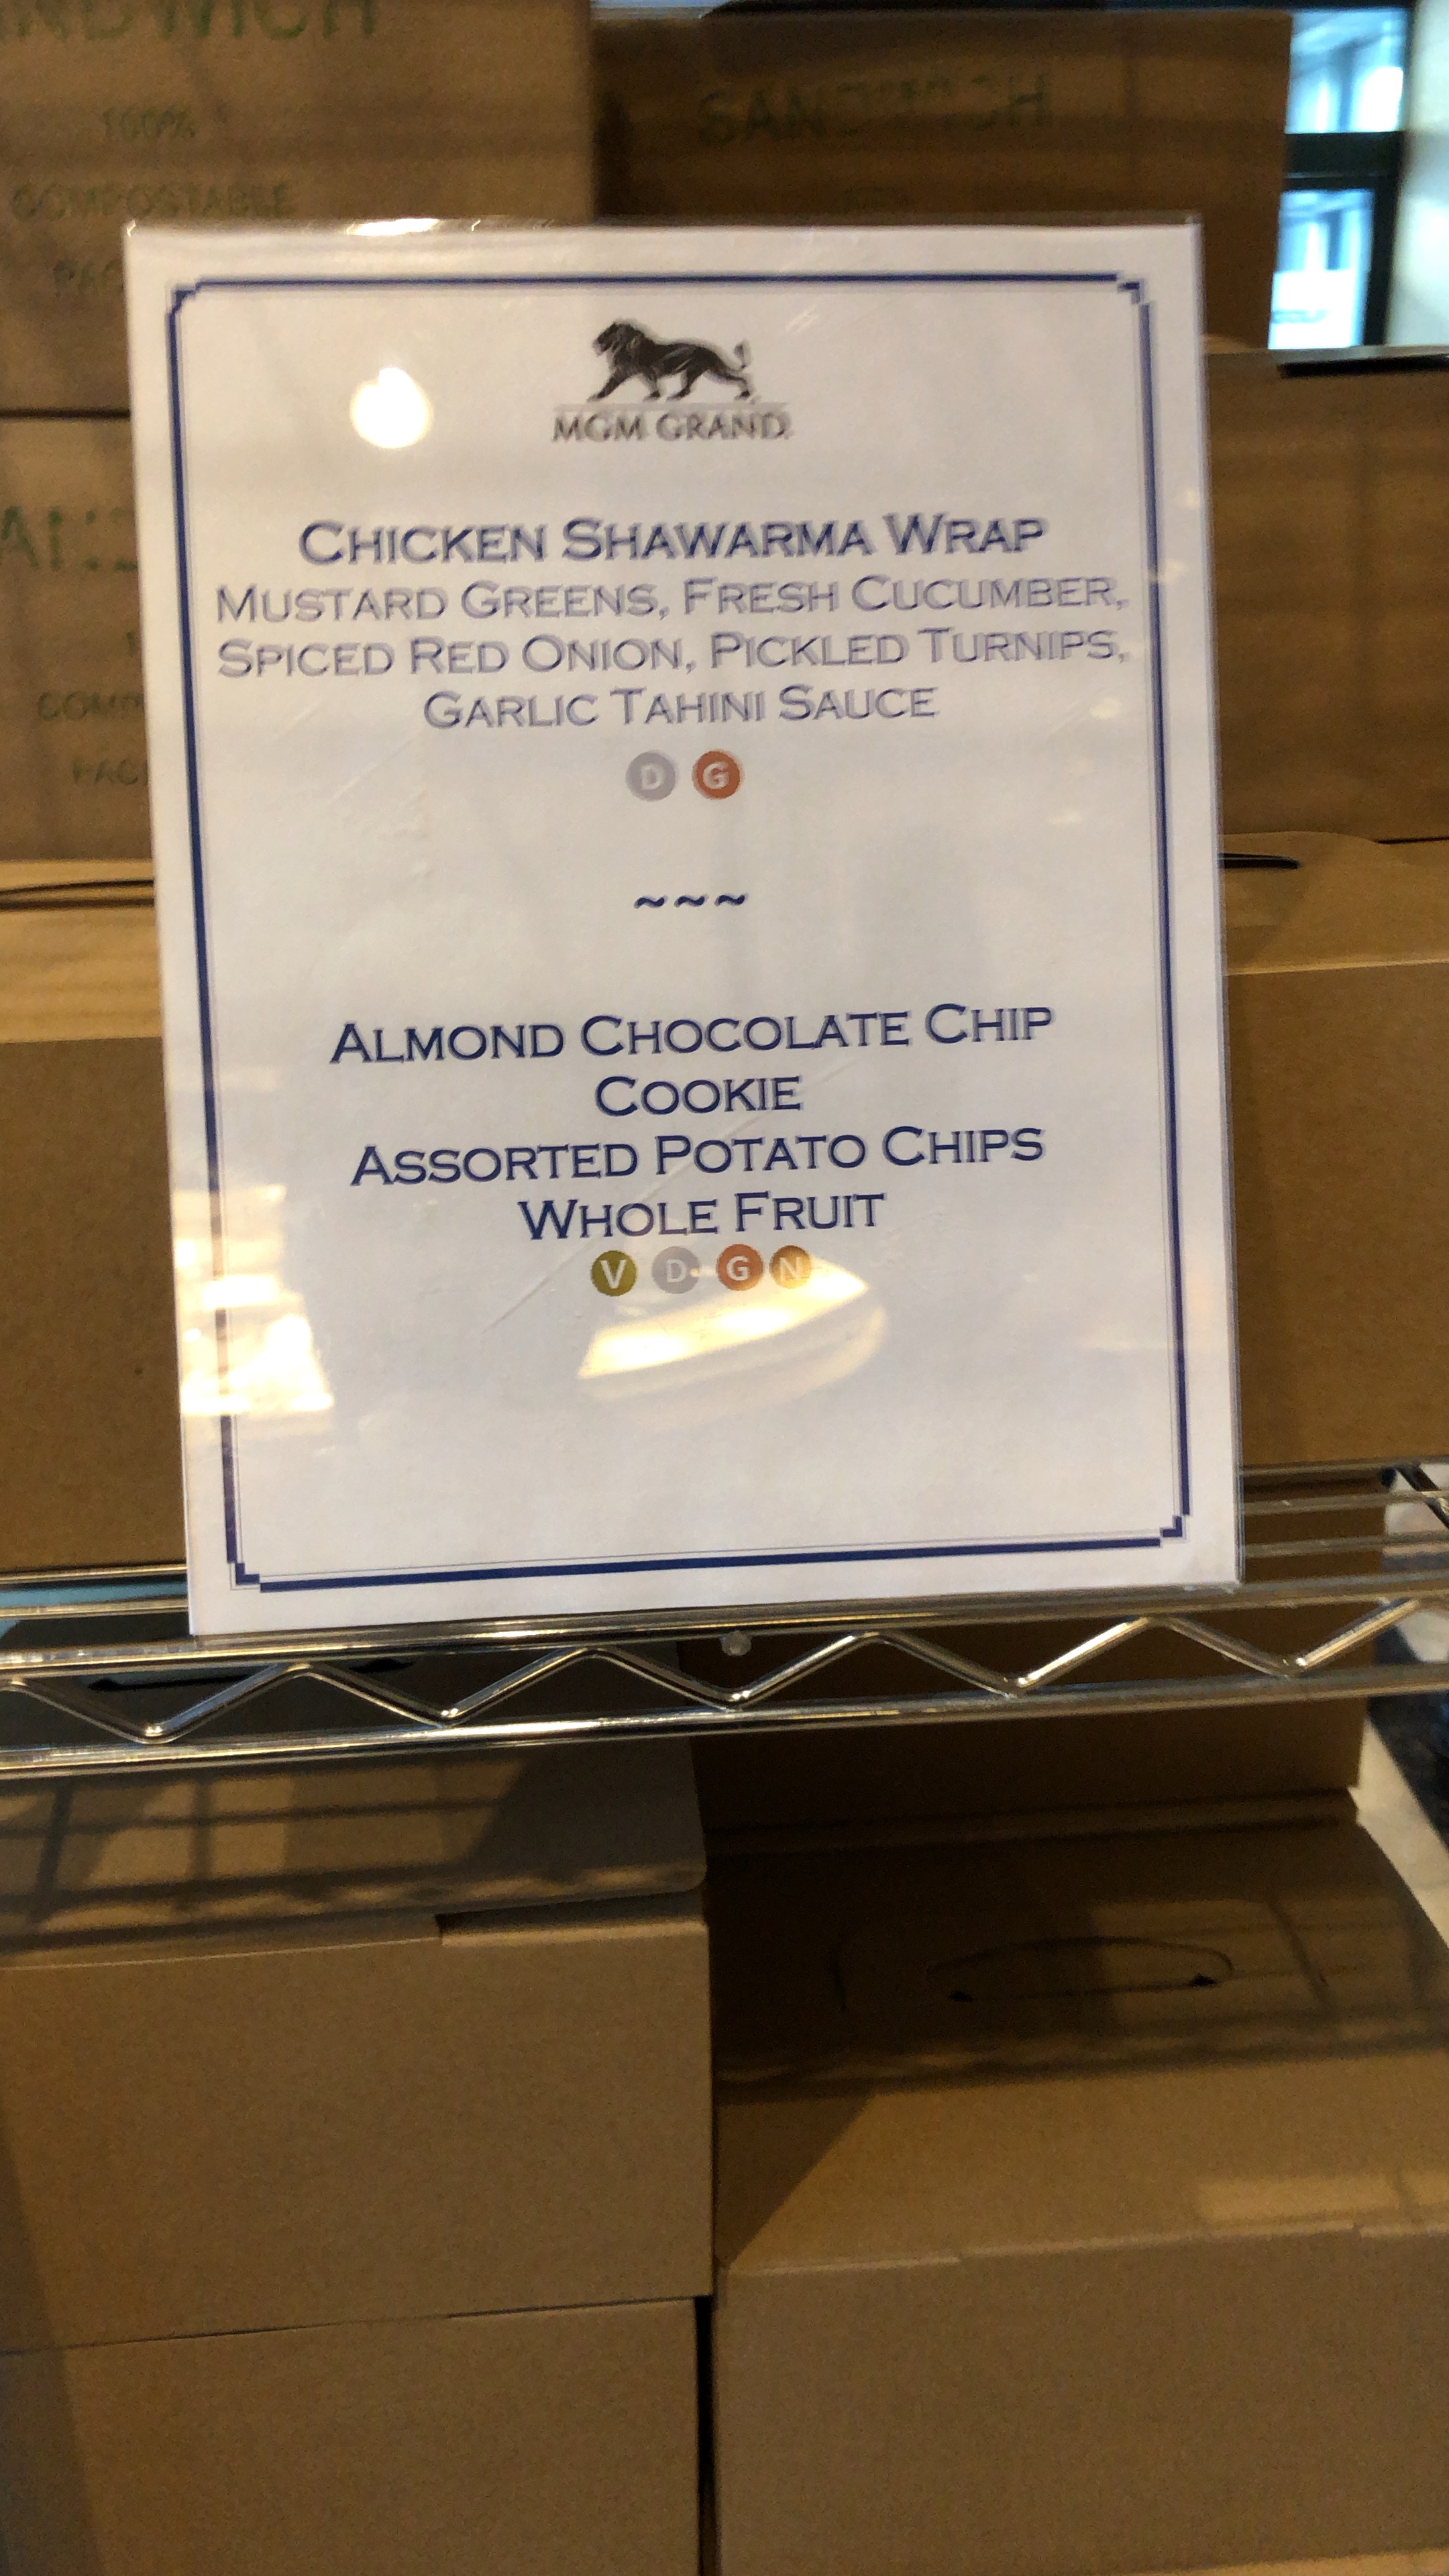 SANDWICH
100%
COMPOSTABLE
SANDWICH
MGM GRAND
CHICKEN SHAWARMA WRAP
MUSTARD GREENS, FRESH CUCUMBER,
SPICED RED ONION, PICKLED TURNIPS,
GARLIC TAHINI SAUCE
D G
~~~
ALMOND CHOCOLATE CHIP
COOKIE
ASSORTED POTATO CHIPS
WHOLE FRUIT
V D G N